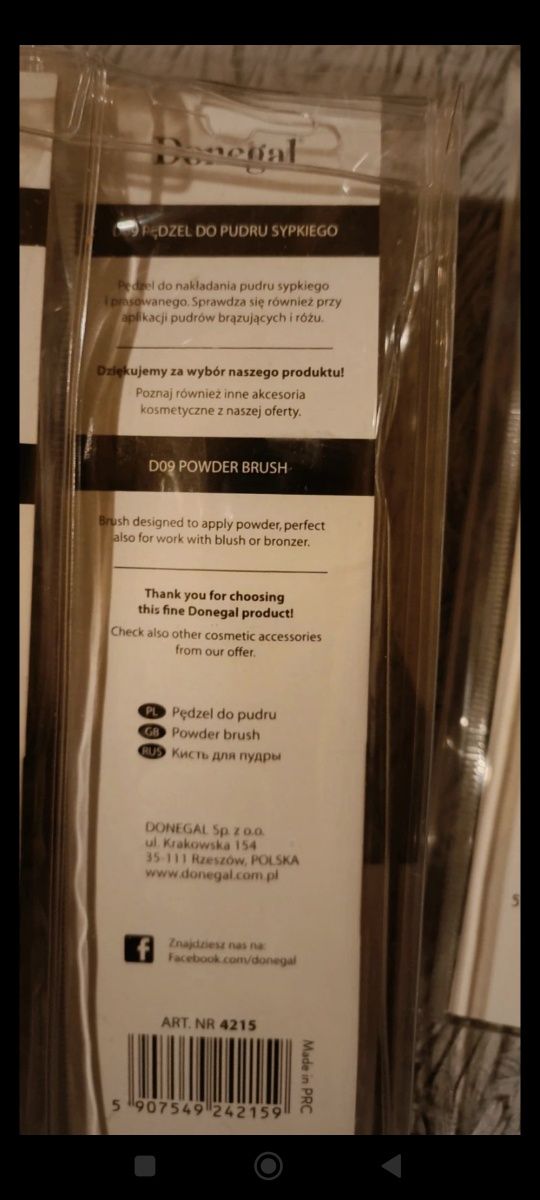 Donegal
D09 PĘDZEL DO PUDRU SYPKIEGO
Pędzel do nakładania pudru sypkiego
i prasowanego. Sprawdza się również przy
aplikacji pudrów brązujących i różu.
Dziękujemy za wybór naszego produktu!
Poznaj również inne akcesoria
kosmetyczne z naszej oferty.
D09 POWDER BRUSH
Brush designed to apply powder, perfect
also for work with blush or bronzer.
Thank you for choosing
this fine Donegal product!
Check also other cosmetic accessories
from our offer.
PL Pędzel do pudru
GB Powder brush
RUS Кисть для пудры
DONEGAL Sp. z o.o.
ul. Krakowska 154
35-111 Rzeszów, POLSKA
www.donegal.com.pl
f Znajdziesz nas na:
Facebook.com/donegal
ART. NR 4215
Made in PRC
5 907549 242159
5